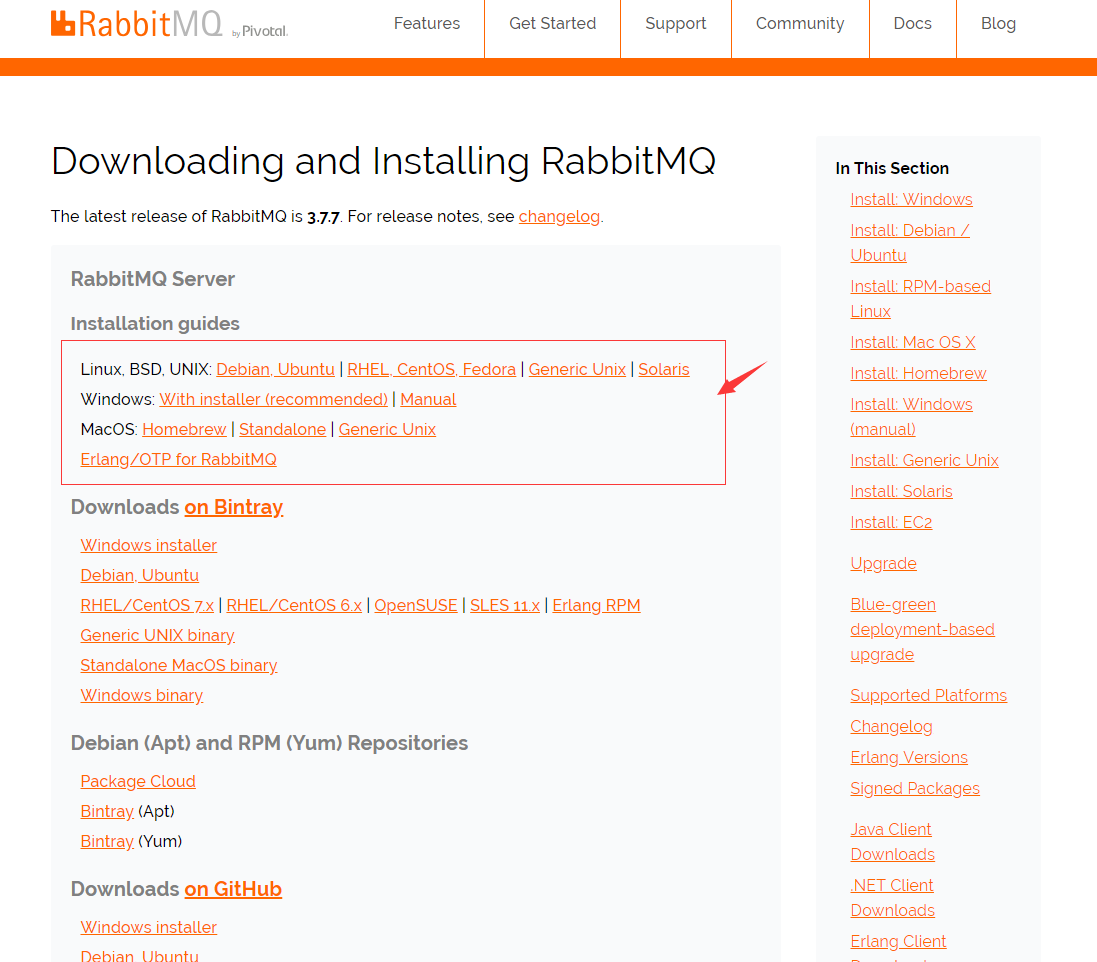 RabbitMQ by Pivotal.
Features
Get Started
Support
Community
Docs
Blog
Downloading and Installing RabbitMQ
The latest release of RabbitMQ is 3.7.7. For release notes, see changelog.
RabbitMQ Server
Installation guides
Linux, BSD, UNIX: Debian, Ubuntu | RHEL, CentOS, Fedora | Generic Unix | Solaris
Windows: With installer (recommended) | Manual
MacOS: Homebrew | Standalone | Generic Unix
Erlang/OTP for RabbitMQ
Downloads on Bintray
Windows installer
Debian, Ubuntu
RHEL/CentOS 7.x | RHEL/CentOS 6.x | OpenSUSE | SLES 11.x | Erlang RPM
Generic UNIX binary
Standalone MacOS binary
Windows binary
Debian (Apt) and RPM (Yum) Repositories
Package Cloud
Bintray (Apt)
Bintray (Yum)
Downloads on GitHub
Windows installer
Debian, Ubuntu
In This Section
Install: Windows
Install: Debian /
Ubuntu
Install: RPM-based
Linux
Install: Mac OS X
Install: Homebrew
Install: Windows
(manual)
Install: Generic Unix
Install: Solaris
Install: EC2
Upgrade
Blue-green
deployment-based
upgrade
Supported Platforms
Changelog
Erlang Versions
Signed Packages
Java Client
Downloads
.NET Client
Downloads
Erlang Client